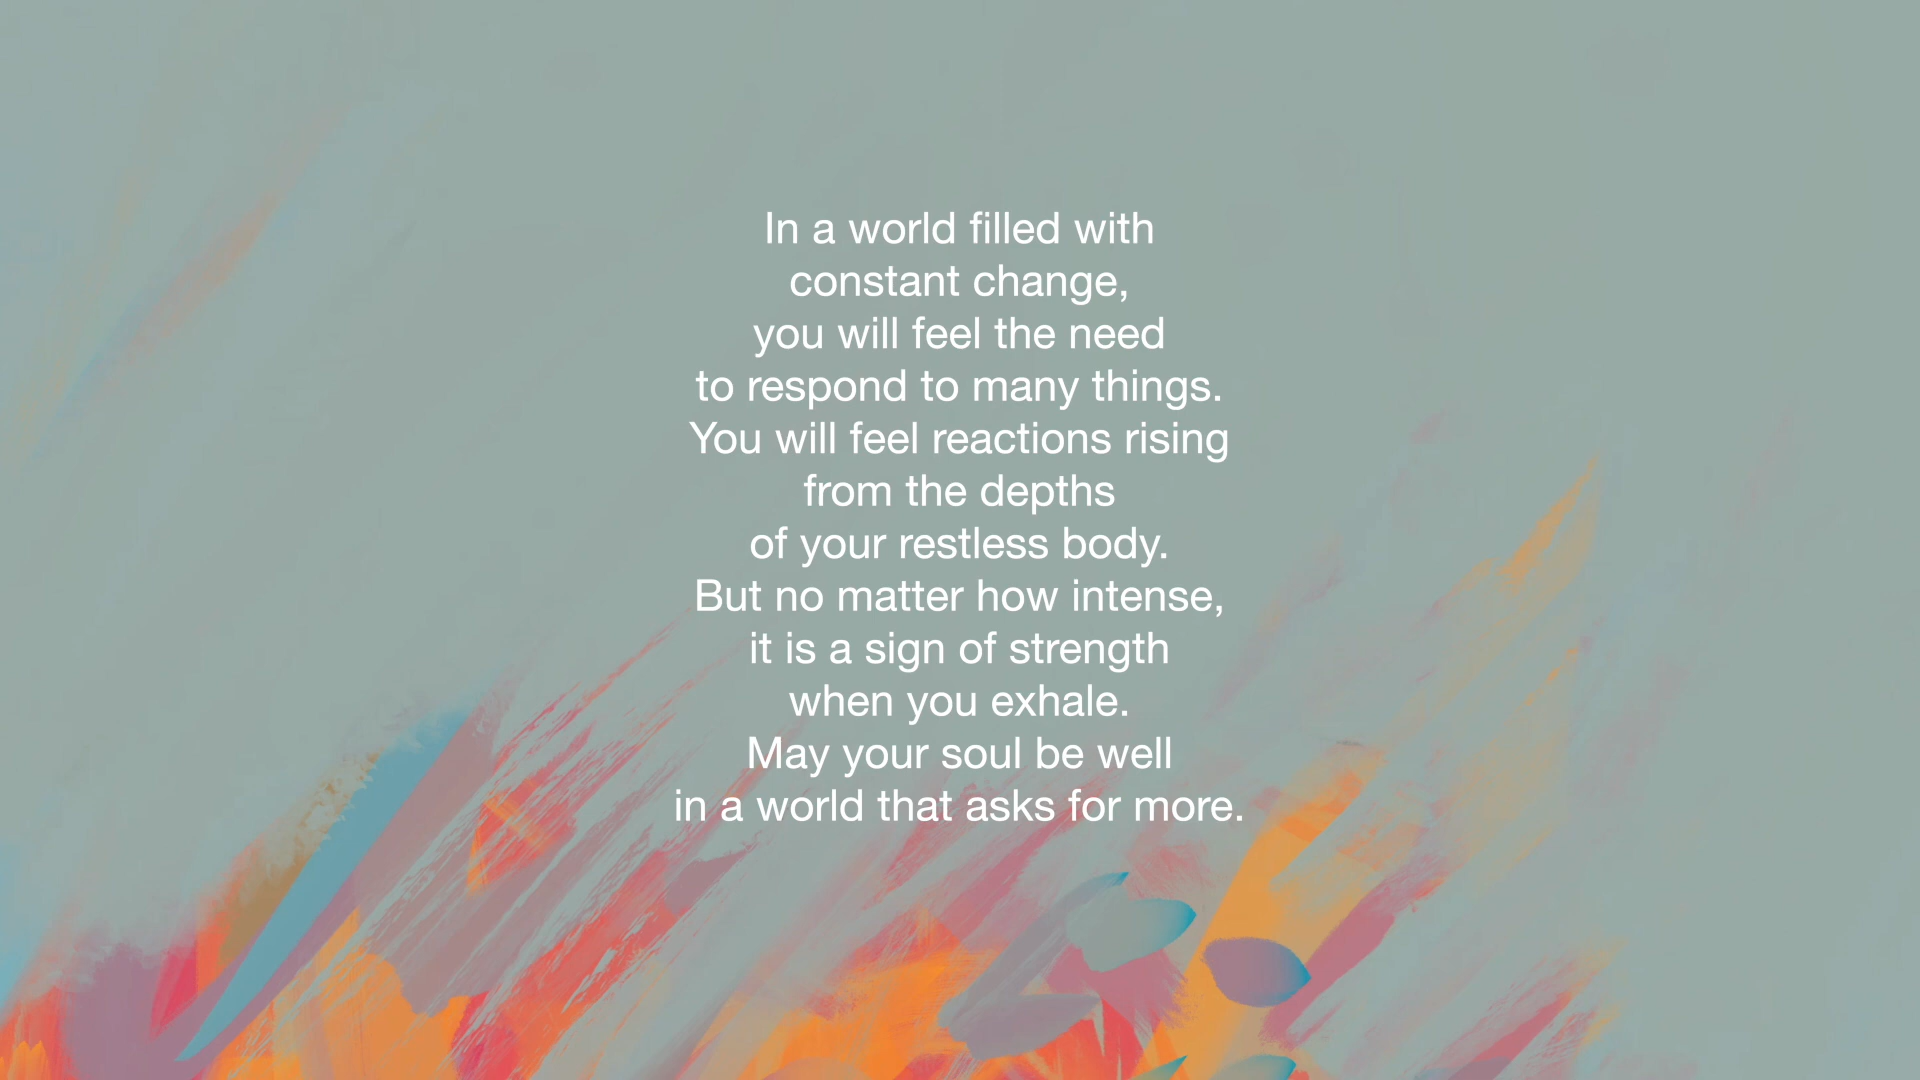 In a world filled with
constant change,
you will feel the need
to respond to many things.
You will feel reactions rising
from the depths
of your restless body.
But no matter how intense,
it is a sign of strength
when you exhale.
May your soul be well
in a world that asks for more.